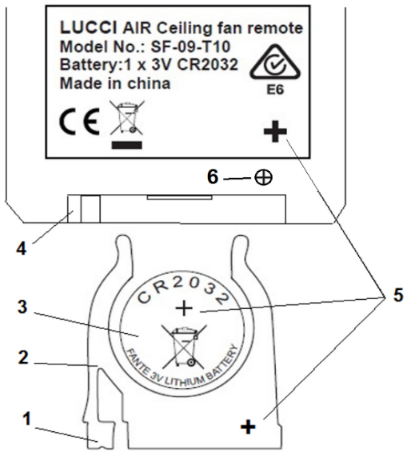 LUCCI AIR Ceiling fan remote
Model No.: SF-09-T10
Battery:1 x 3V CR2032
Made in china
E6
CE
+
6
4
CR2032
+
5
3
FANTE 3V LITHIUM BATTERY
2
+
1